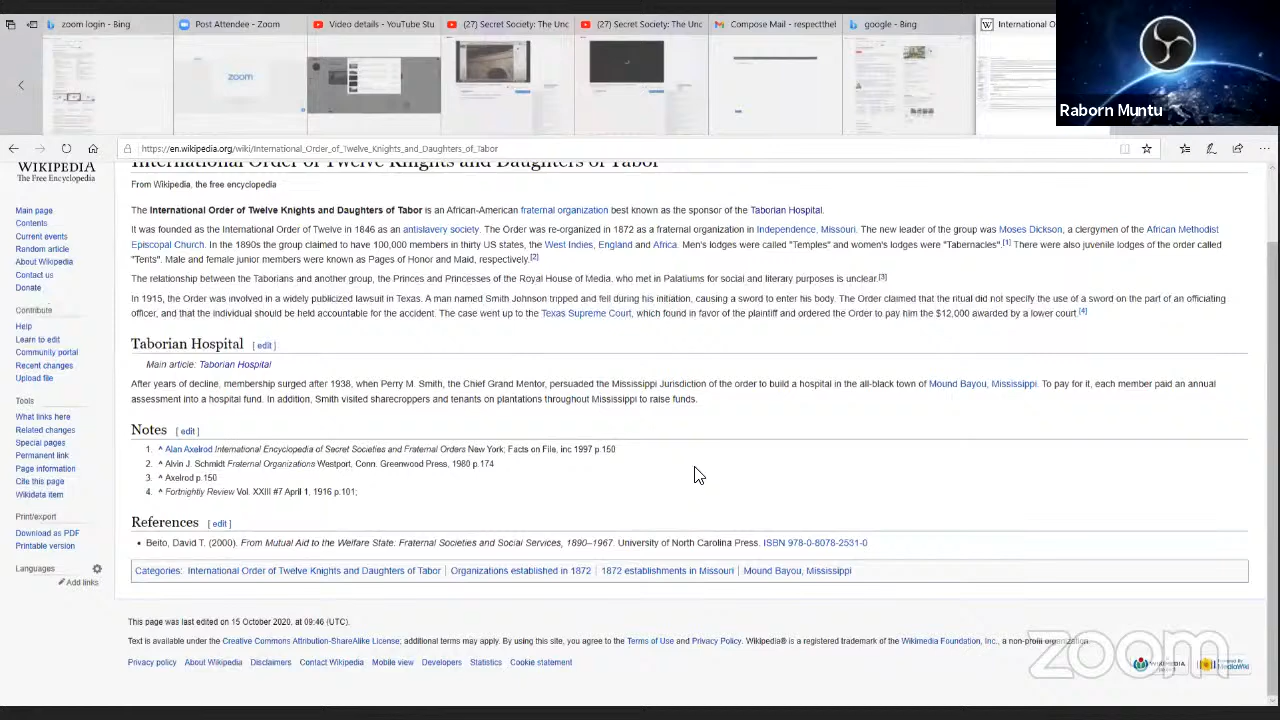 zoom login - Bing
Post Attendee - Zoom
Video details - YouTube Stu
(27) Secret Society: The Unc
(27) Secret Society: The Unc
Compose Mail - respectthel
google - Bing
International O
zoom
Raborn Muntu
https://en.wikipedia.org/wiki/International_Order_of_Twelve_Knights_and_Daughters_of_Tabor
WIKIPEDIA
The Free Encyclopedia
Main page
Contents
Current events
Random article
About Wikipedia
Contact us
Donate
Contribute
Help
Learn to edit
Community portal
Recent changes
Upload file
Tools
What links here
Related changes
Special pages
Permanent link
Page information
Cite this page
Wikidata item
Print/export
Download as PDF
Printable version
Languages
Add links
International Order of Twelve Knights and Daughters of Tabor
From Wikipedia, the free encyclopedia
The International Order of Twelve Knights and Daughters of Tabor is an African-American fraternal organization best known as the sponsor of the Taborian Hospital.
It was founded as the International Order of Twelve in 1846 as an antislavery society. The Order was re-organized in 1872 as a fraternal organization in Independence, Missouri. The new leader of the group was Moses Dickson, a clergymen of the African Methodist
Episcopal Church. In the 1890s the group claimed to have 100,000 members in thirty US states, the West Indies, England and Africa. Men's lodges were called "Temples" and women's lodges were "Tabernacles".[1] There were also juvenile lodges of the order called
"Tents". Male and female junior members were known as Pages of Honor and Maid, respectively.[2]
The relationship between the Taborians and another group, the Princes and Princesses of the Royal House of Media, who met in Palatiums for social and literary purposes is unclear.[3]
In 1915, the Order was involved in a widely publicized lawsuit in Texas. A man named Smith Johnson tripped and fell during his initiation, causing a sword to enter his body. The Order claimed that the ritual did not specify the use of a sword on the part of an officiating
officer, and that the individual should be held accountable for the accident. The case went up to the Texas Supreme Court, which found in favor of the plaintiff and ordered the Order to pay him the $12,000 awarded by a lower court.[4]
Taborian Hospital [ edit ]
Main article: Taborian Hospital
After years of decline, membership surged after 1938, when Perry M. Smith, the Chief Grand Mentor, persuaded the Mississippi Jurisdiction of the order to build a hospital in the all-black town of Mound Bayou, Mississippi. To pay for it, each member paid an annual
assessment into a hospital fund. In addition, Smith visited sharecroppers and tenants on plantations throughout Mississippi to raise funds.
Notes [ edit ]
1. ^ Alan Axelrod International Encyclopedia of Secret Societies and Fraternal Orders New York; Facts on File, inc 1997 p.150
2. ^ Alvin J. Schmidt Fraternal Organizations Westport, Conn. Greenwood Press, 1980 p.174
3. ^ Axelrod p.150
4. ^ Fortnightly Review Vol. XXIII #7 April 1, 1916 p.101;
References [ edit ]
• Beito, David T. (2000). From Mutual Aid to the Welfare State: Fraternal Societies and Social Services, 1890–1967. University of North Carolina Press. ISBN 978-0-8078-2531-0
Categories: International Order of Twelve Knights and Daughters of Tabor | Organizations established in 1872 | 1872 establishments in Missouri | Mound Bayou, Mississippi
This page was last edited on 15 October 2020, at 09:46 (UTC).
Text is available under the Creative Commons Attribution-ShareAlike License; additional terms may apply. By using this site, you agree to the Terms of Use and Privacy Policy. Wikipedia® is a registered trademark of the Wikimedia Foundation, Inc., a non-profit organization.
Privacy policy About Wikipedia Disclaimers Contact Wikipedia Mobile view Developers Statistics Cookie statement
zoom
MediaWiki